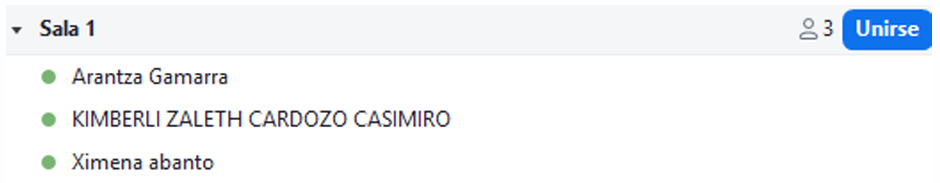 Sala 1 3 Unirse
Arantza Gamarra
KIMBERLI ZALETH CARDOZO CASIMIRO
Ximena abanto